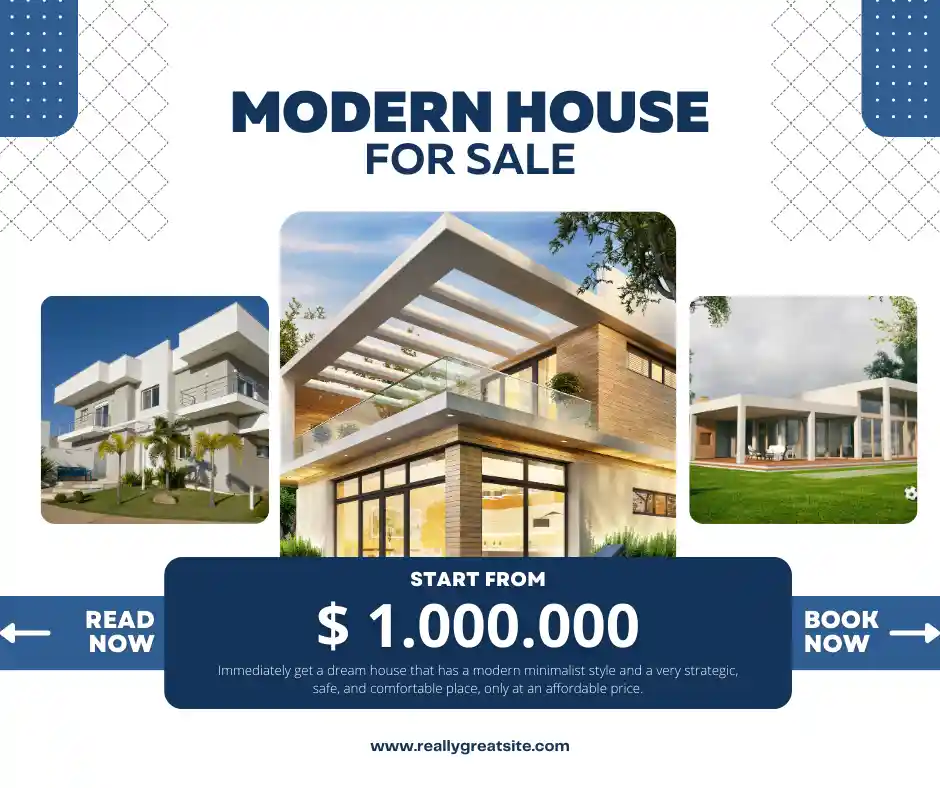 MODERN HOUSE
FOR SALE
START FROM
$ 1.000.000
Immediately get a dream house that has a modern minimalist style and a very strategic,
safe, and comfortable place, only at an affordable price.
READ
NOW
BOOK
NOW
www.reallygreatsite.com